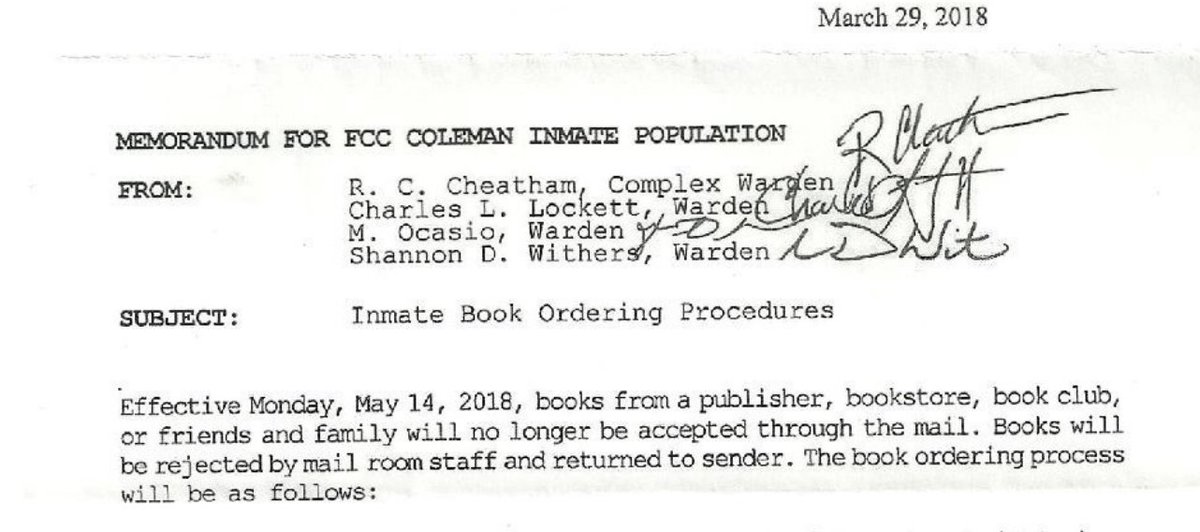 March 29, 2018
MEMORANDUM FOR FCC COLEMAN INMATE POPULATION
FROM:
R. C. Cheatham, Complex Warden
Charles L. Lockett, Warden
M. Ocasio, Warden
Shannon D. Withers, Warden
SUBJECT:
Inmate Book Ordering Procedures
Effective Monday, May 14, 2018, books from a publisher, bookstore, book club,
or friends and family will no longer be accepted through the mail. Books will
be rejected by mail room staff and returned to sender. The book ordering process
will be as follows: